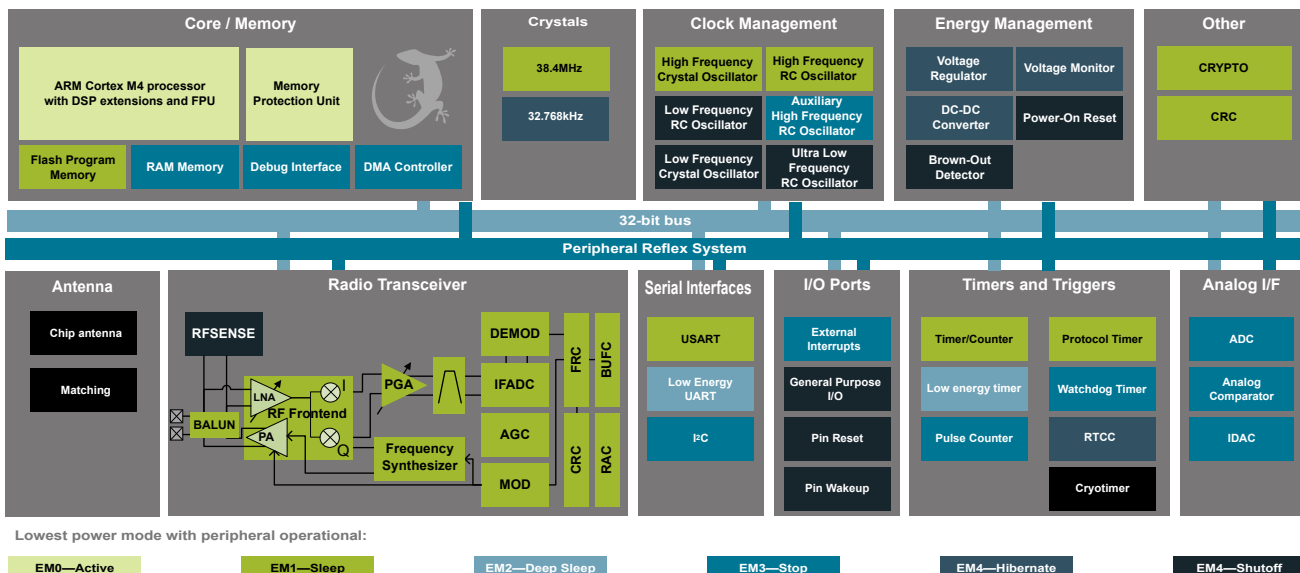 Core / Memory
ARM Cortex M4 processor
with DSP extensions and FPU
Memory
Protection Unit
Flash Program
Memory
RAM Memory
Debug Interface
DMA Controller
Crystals
38.4MHz
32.768kHz
Clock Management
High Frequency
Crystal Oscillator
High Frequency
RC Oscillator
Low Frequency
RC Oscillator
Auxiliary
High Frequency
RC Oscillator
Low Frequency
Crystal Oscillator
Ultra Low
Frequency
RC Oscillator
Energy Management
Voltage
Regulator
Voltage Monitor
DC-DC
Converter
Power-On Reset
Brown-Out
Detector
Other
CRYPTO
CRC
32-bit bus
Peripheral Reflex System
Antenna
Chip antenna
Matching
Radio Transceiver
RFSENSE
LNA
RF Frontend
I
BALUN
PA
Q
PGA
Frequency
Synthesizer
DEMOD
IFADC
AGC
MOD
FRC
BUFC
CRC
RAC
Serial Interfaces
USART
Low Energy
UART
I²C
I/O Ports
External
Interrupts
General Purpose
I/O
Pin Reset
Pin Wakeup
Timers and Triggers
Timer/Counter
Protocol Timer
Low energy timer
Watchdog Timer
Pulse Counter
RTCC
Cryotimer
Analog I/F
ADC
Analog
Comparator
IDAC
Lowest power mode with peripheral operational:
EM0—Active
EM1—Sleep
EM2—Deep Sleep
EM3—Stop
EM4—Hibernate
EM4—Shutoff